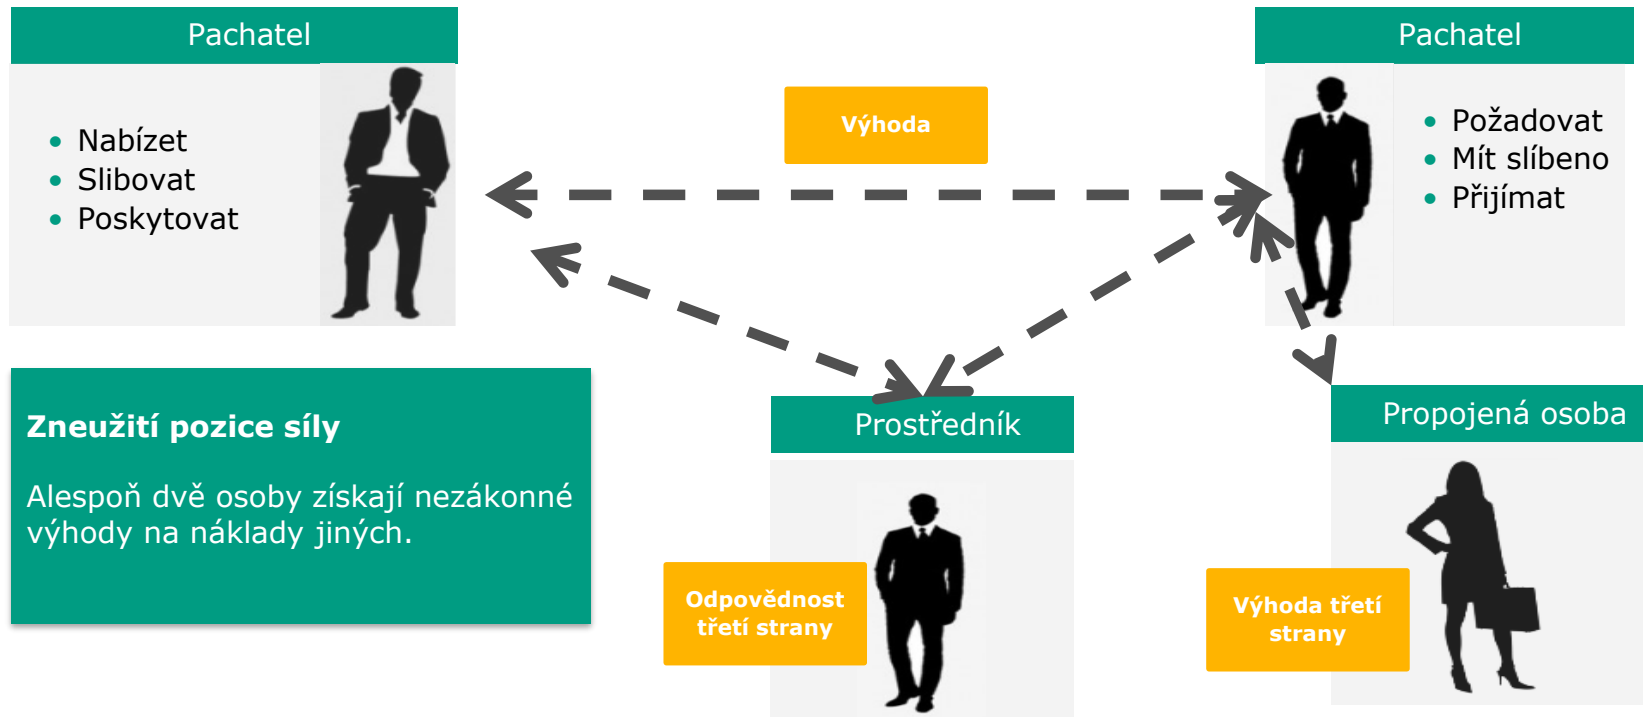 Pachatel
Nabízet
Slibovat
Poskytovat
Výhoda
Pachatel
Požadovat
Mít slíbeno
Přijímat
Zneužití pozice síly
Alespoň dvě osoby získají nezákonné
výhody na náklady jiných.
Prostředník
Odpovědnost
třetí strany
Propojená osoba
Výhoda třetí
strany